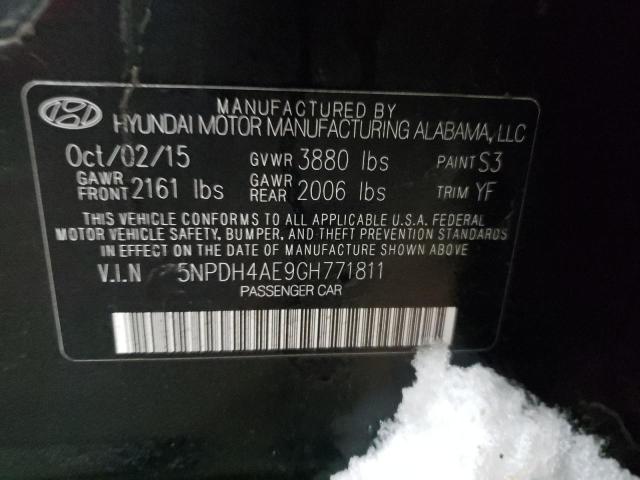 MANUFACTURED BY
HYUNDAI MOTOR MANUFACTURING ALABAMA, LLC
Oct/02/15 GVWR 3880 lbs PAINT S3
GAWR FRONT 2161 lbs GAWR REAR 2006 lbs TRIM YF
THIS VEHICLE CONFORMS TO ALL APPLICABLE U.S.A. FEDERAL
MOTOR VEHICLE SAFETY, BUMPER, AND THEFT PREVENTION STANDARDS
IN EFFECT ON THE DATE OF MANUFACTURE SHOWN ABOVE
V.I.N 5NPDH4AE9GH771811
PASSENGER CAR